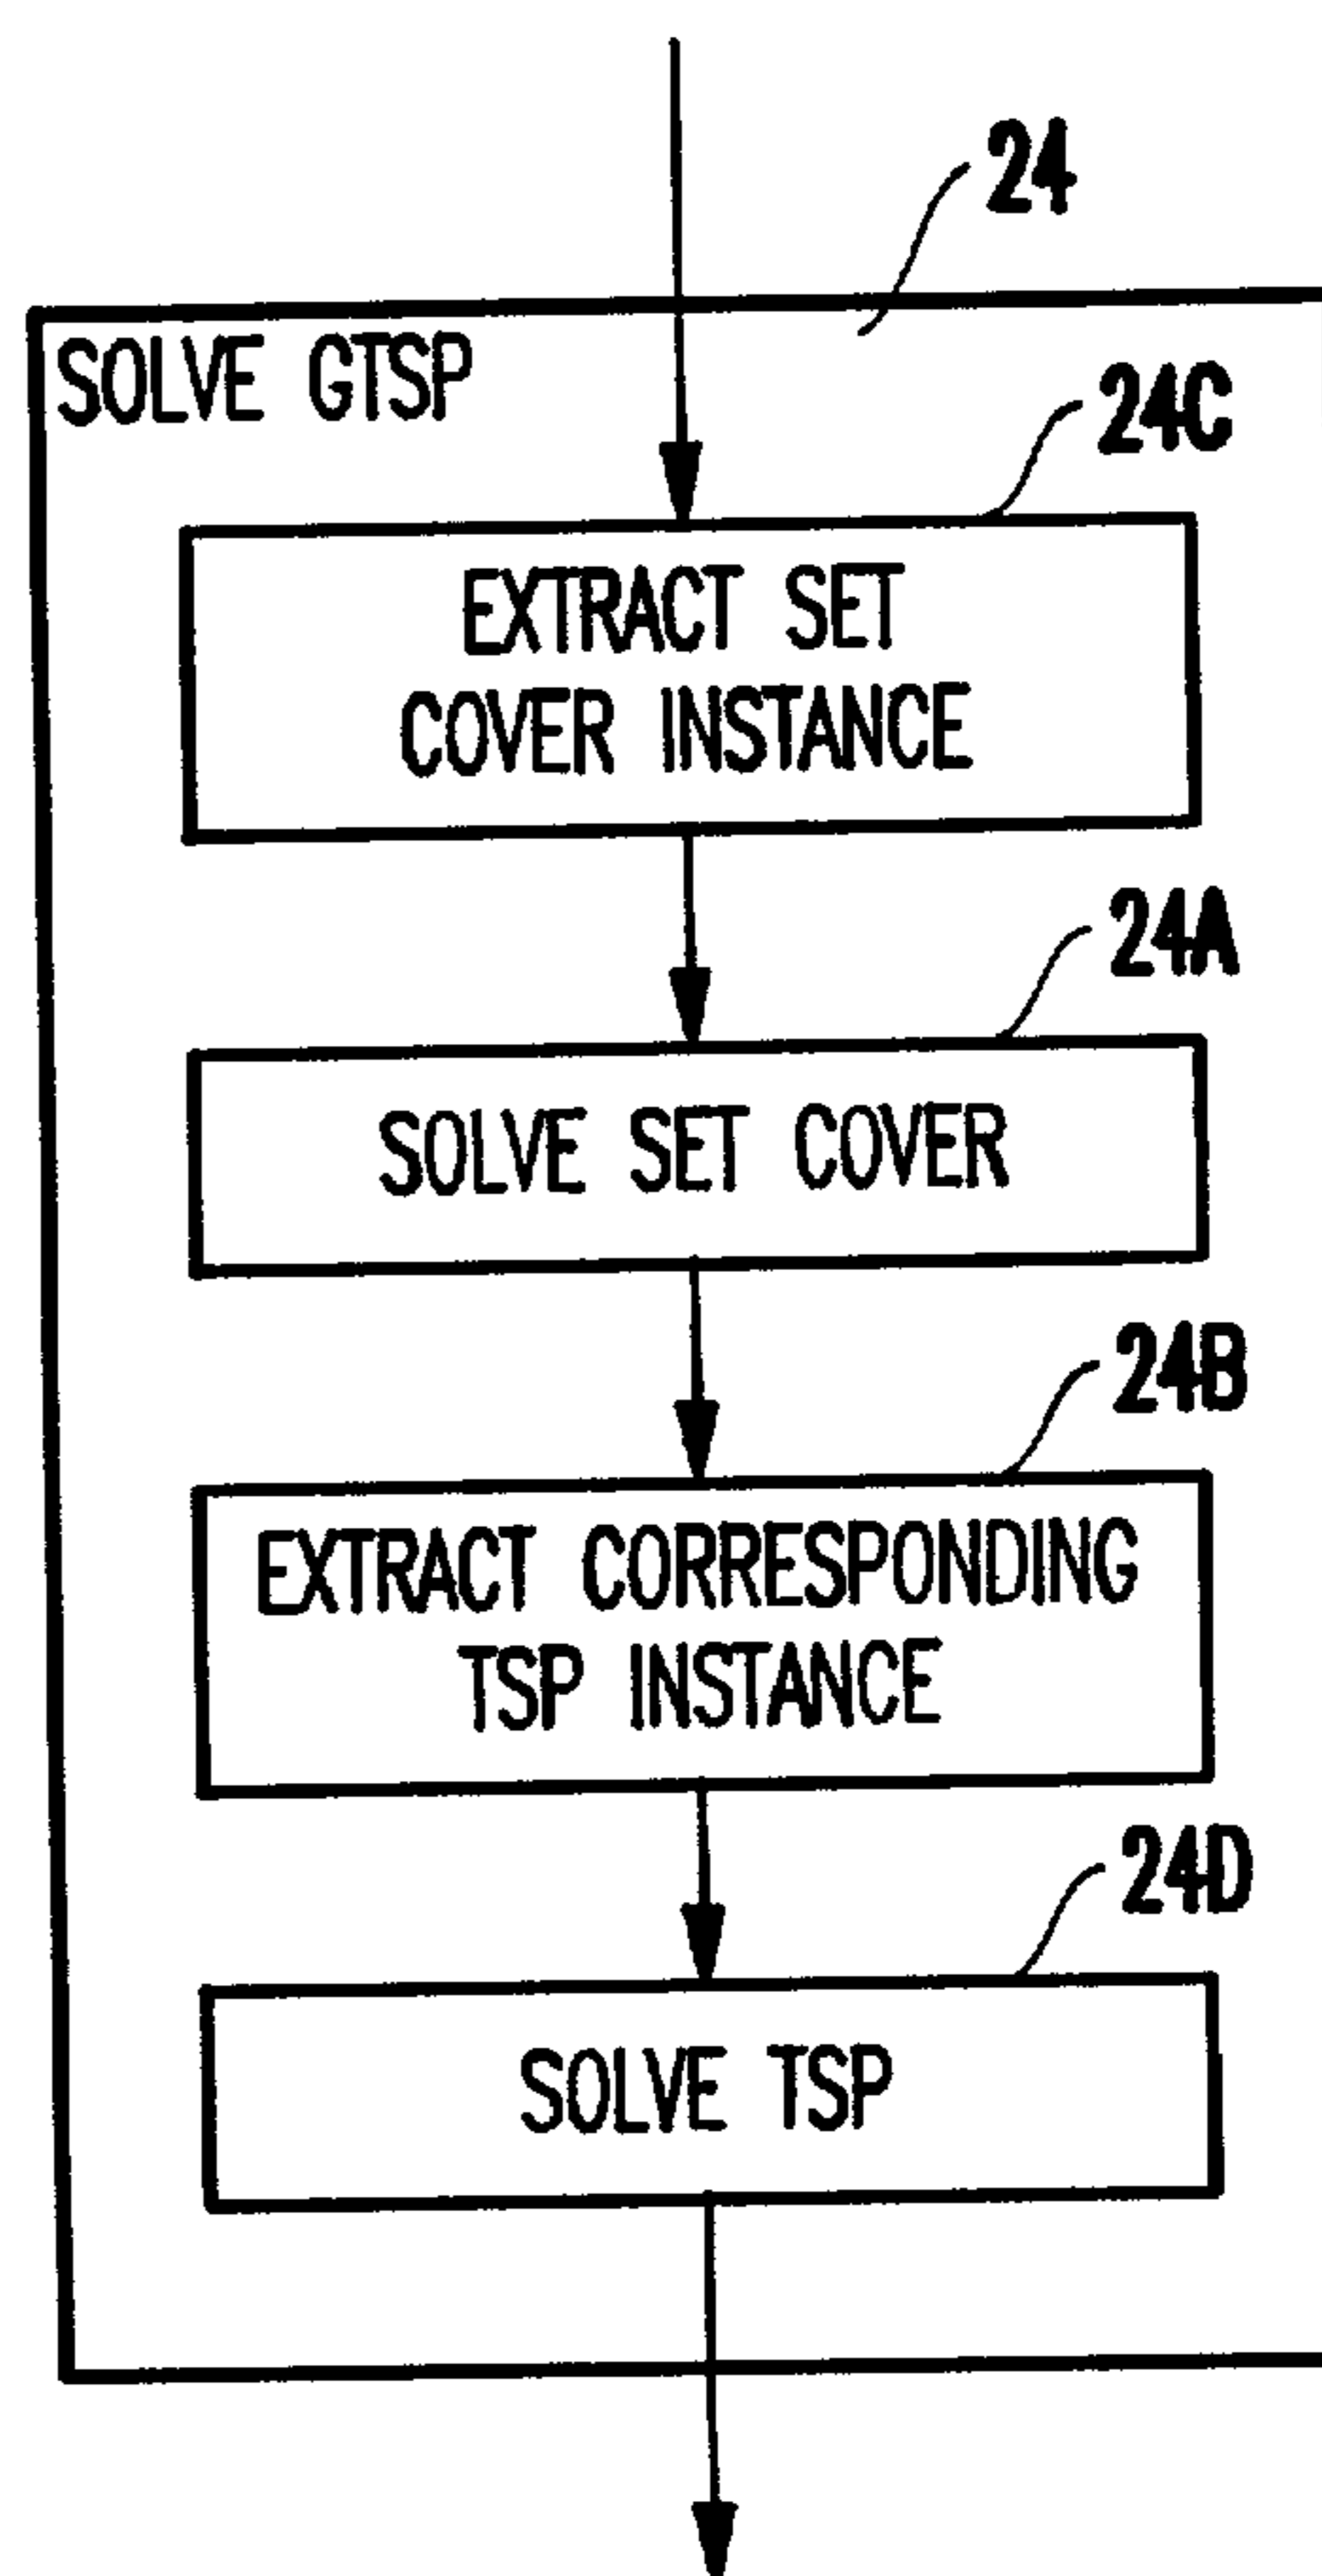 24
SOLVE GTSP
24C
EXTRACT SET
COVER INSTANCE
24A
SOLVE SET COVER
24B
EXTRACT CORRESPONDING
TSP INSTANCE
24D
SOLVE TSP